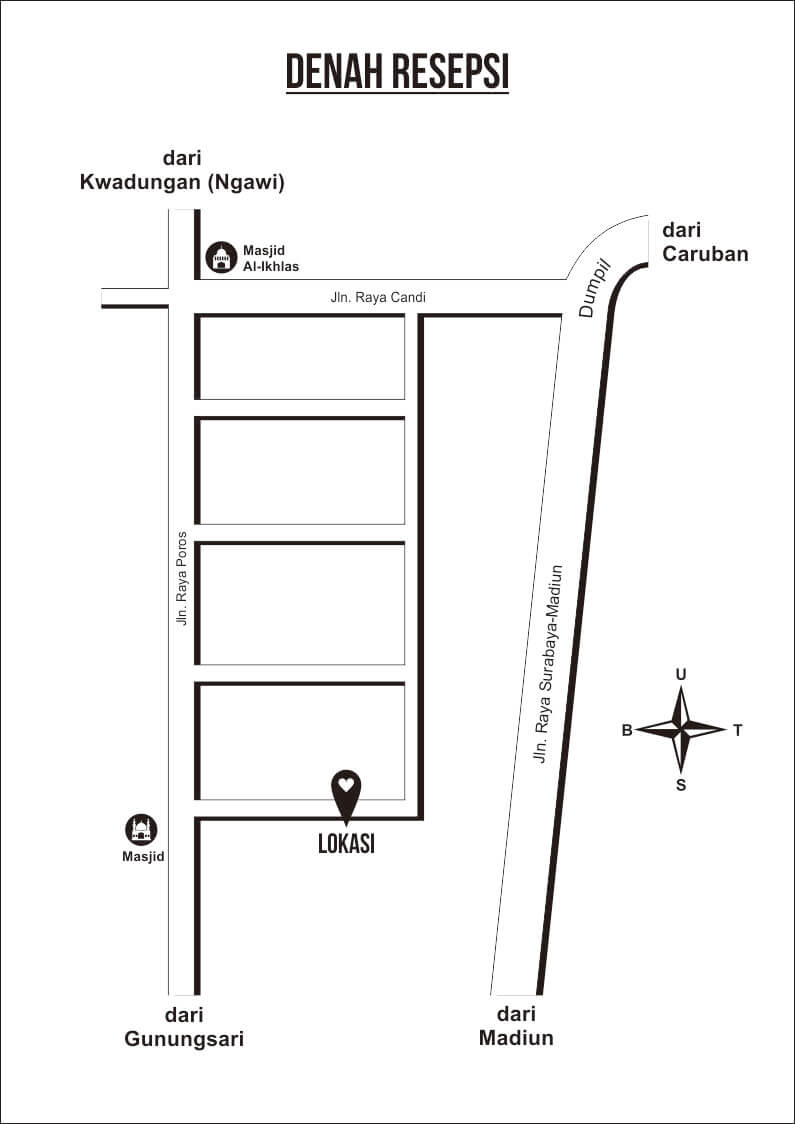 DENAH RESEPSI
dari
Kwadungan (Ngawi)
dari
Caruban
Masjid
Al-Ikhlas
Jln. Raya Candi
Dumpil
Jln. Raya Poros
Jln. Raya Surabaya-Madiun
U
B
T
S
Masjid
LOKASI
dari
Gunungsari
dari
Madiun